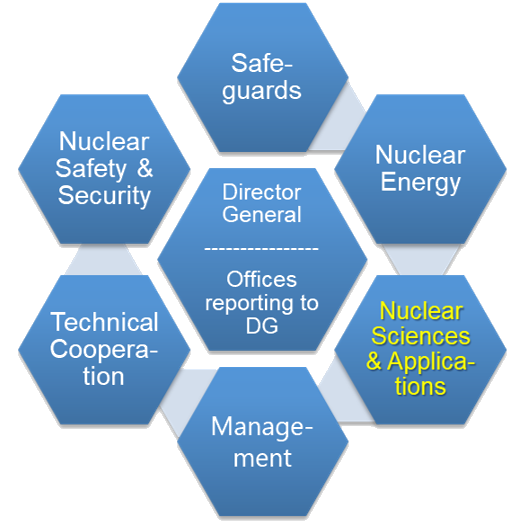 Safe-
guards
Nuclear
Safety &
Security
Nuclear
Energy
Director
General
----------------
Offices
reporting to
DG
Technical
Coopera-
tion
Nuclear
Sciences
& Applica-
tions
Manage-
ment